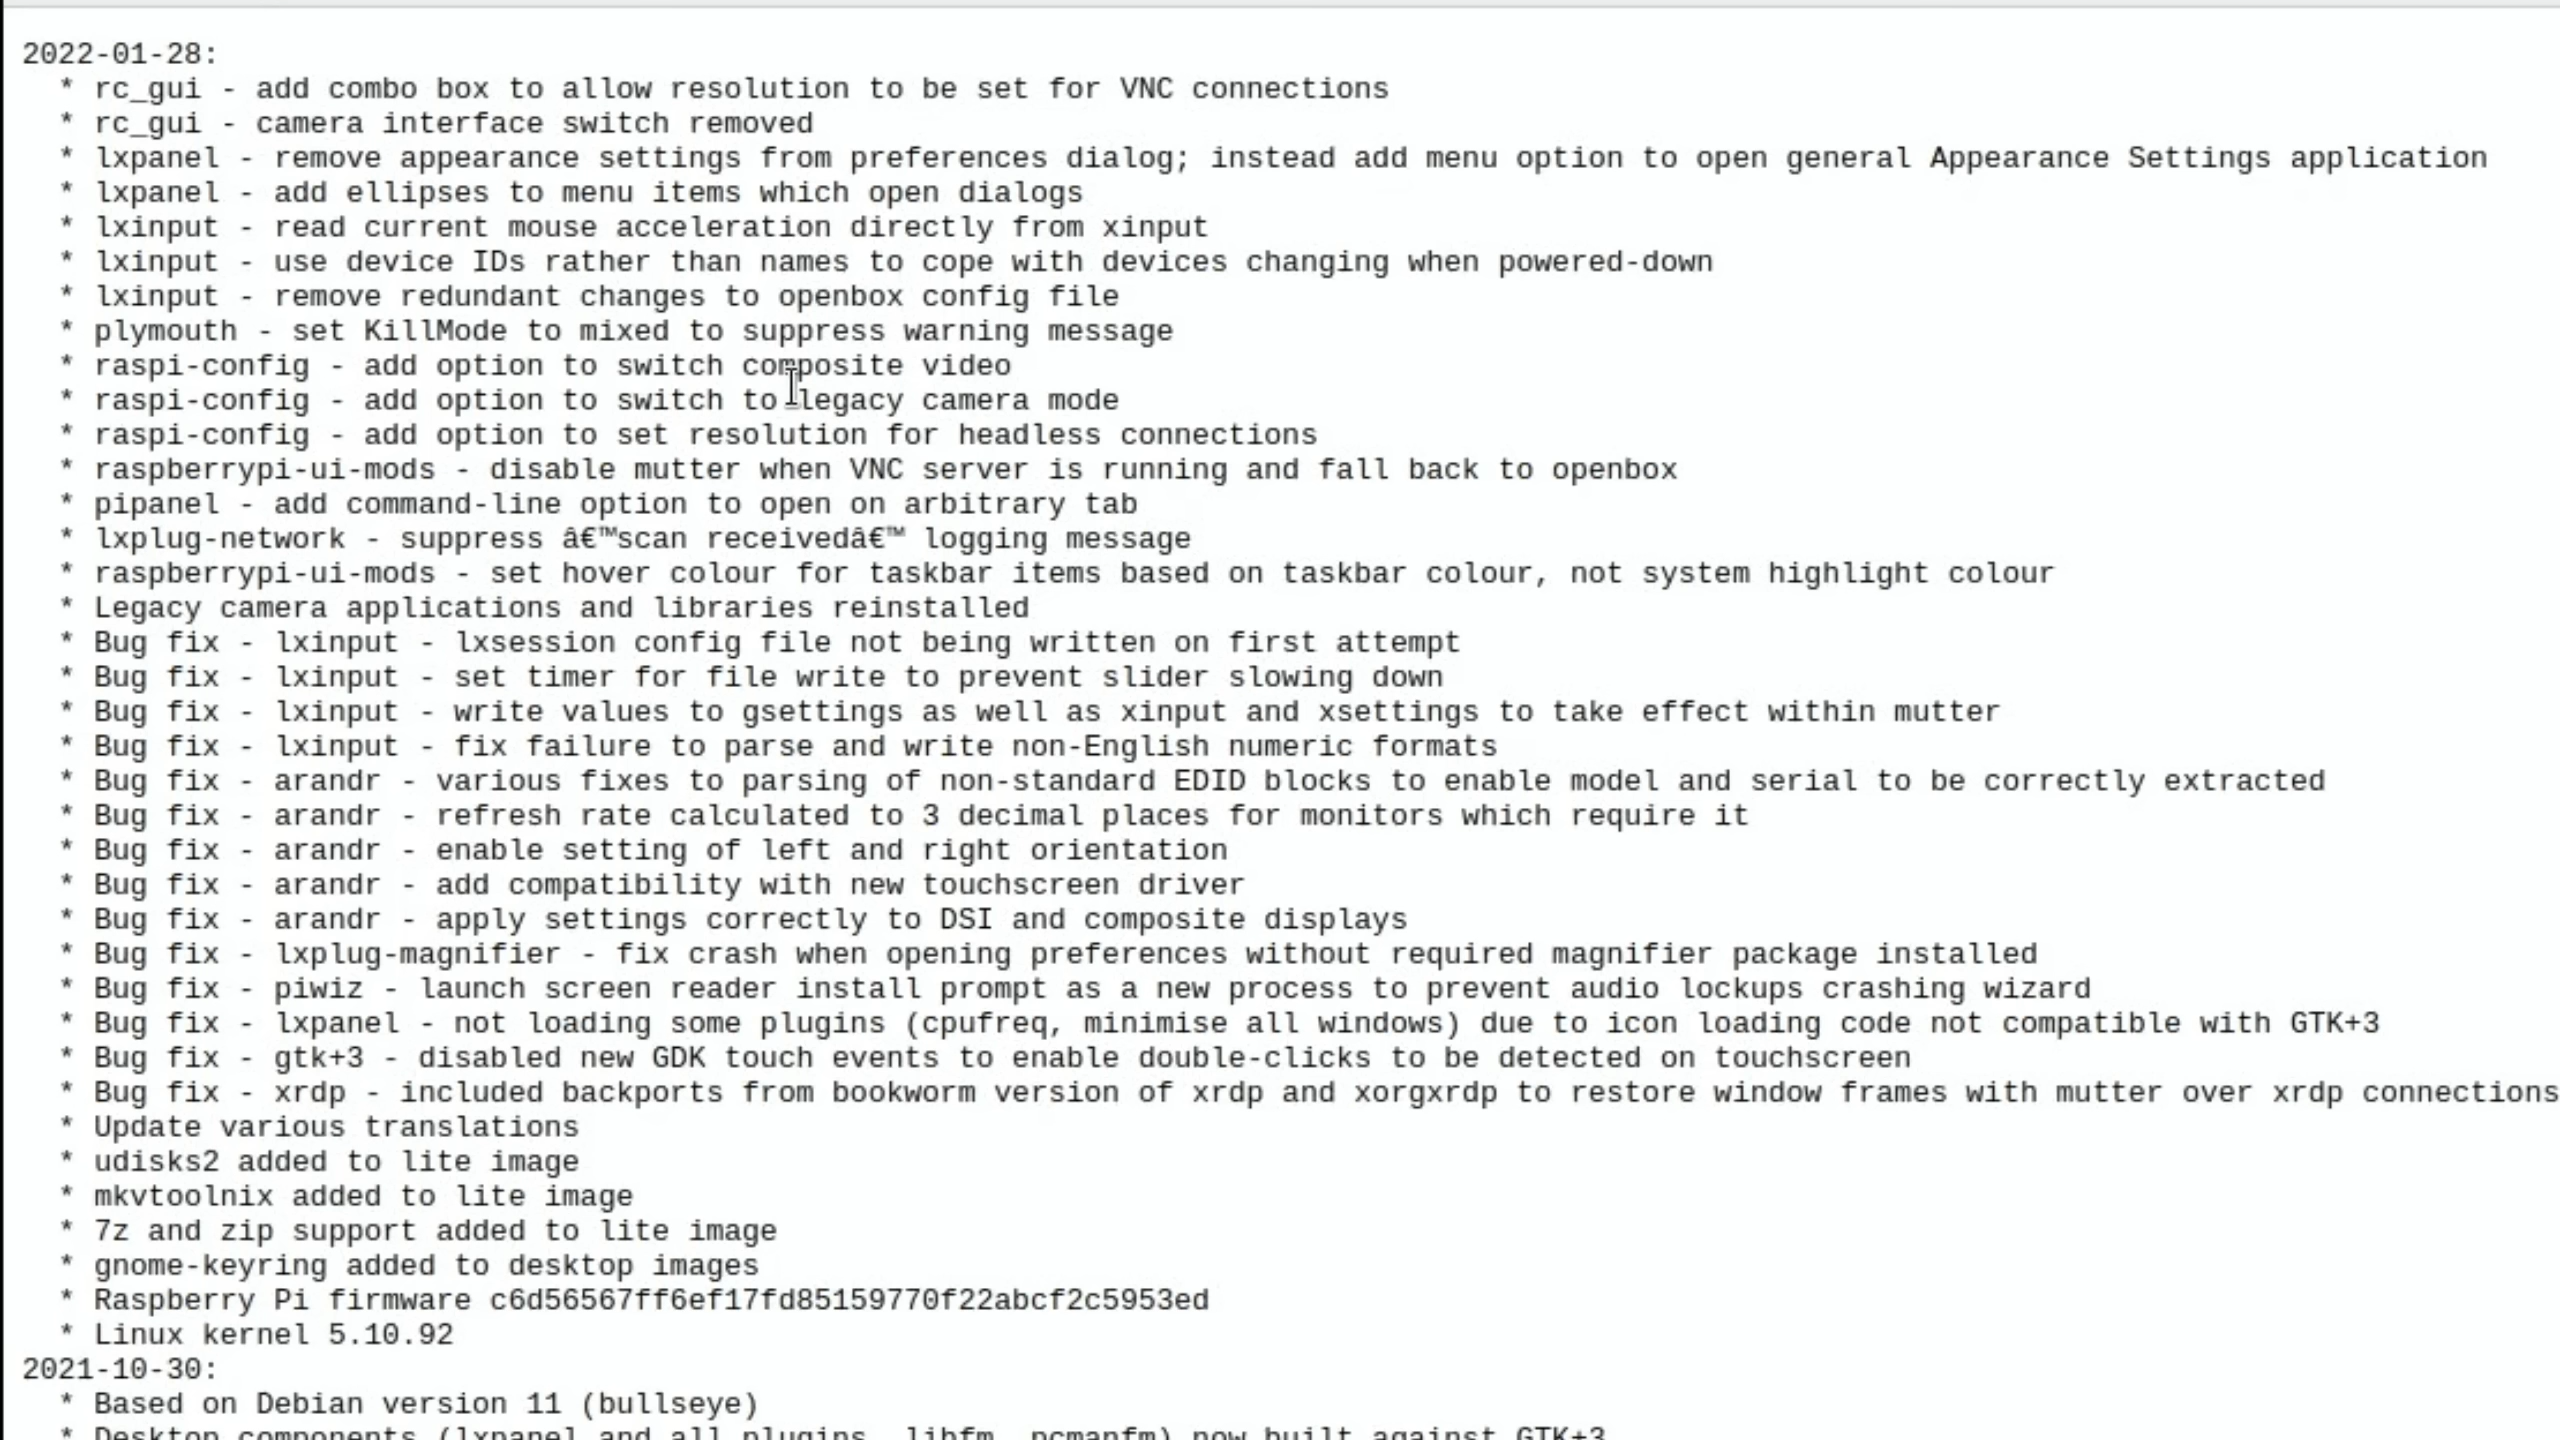 2022-01-28:
* rc_gui - add combo box to allow resolution to be set for VNC connections
* rc_gui - camera interface switch removed
* lxpanel - remove appearance settings from preferences dialog; instead add menu option to open general Appearance Settings application
* lxpanel - add ellipses to menu items which open dialogs
* lxinput - read current mouse acceleration directly from xinput
* lxinput - use device IDs rather than names to cope with devices changing when powered-down
* lxinput - remove redundant changes to openbox config file
* plymouth - set KillMode to mixed to suppress warning message
* raspi-config - add option to switch composite video
* raspi-config - add option to switch to legacy camera mode
* raspi-config - add option to set resolution for headless connections
* raspberrypi-ui-mods - disable mutter when VNC server is running and fall back to openbox
* pipanel - add command-line option to open on arbitrary tab
* lxplug-network - suppress â€™scan receivedâ€™ logging message
* raspberrypi-ui-mods - set hover colour for taskbar items based on taskbar colour, not system highlight colour
* Legacy camera applications and libraries reinstalled
* Bug fix - lxinput - lxsession config file not being written on first attempt
* Bug fix - lxinput - set timer for file write to prevent slider slowing down
* Bug fix - lxinput - write values to gsettings as well as xinput and xsettings to take effect within mutter
* Bug fix - lxinput - fix failure to parse and write non-English numeric formats
* Bug fix - arandr - various fixes to parsing of non-standard EDID blocks to enable model and serial to be correctly extracted
* Bug fix - arandr - refresh rate calculated to 3 decimal places for monitors which require it
* Bug fix - arandr - enable setting of left and right orientation
* Bug fix - arandr - add compatibility with new touchscreen driver
* Bug fix - arandr - apply settings correctly to DSI and composite displays
* Bug fix - lxplug-magnifier - fix crash when opening preferences without required magnifier package installed
* Bug fix - piwiz - launch screen reader install prompt as a new process to prevent audio lockups crashing wizard
* Bug fix - lxpanel - not loading some plugins (cpufreq, minimise all windows) due to icon loading code not compatible with GTK+3
* Bug fix - gtk+3 - disabled new GDK touch events to enable double-clicks to be detected on touchscreen
* Bug fix - xrdp - included backports from bookworm version of xrdp and xorgxrdp to restore window frames with mutter over xrdp connections
* Update various translations
* udisks2 added to lite image
* mkvtoolnix added to lite image
* 7z and zip support added to lite image
* gnome-keyring added to desktop images
* Raspberry Pi firmware c6d56567ff6ef17fd85159770f22abcf2c5953ed
* Linux kernel 5.10.92
2021-10-30:
* Based on Debian version 11 (bullseye)
* Desktop components (lxpanel and all plugins, libfm, pcmanfm) now built against GTK+3